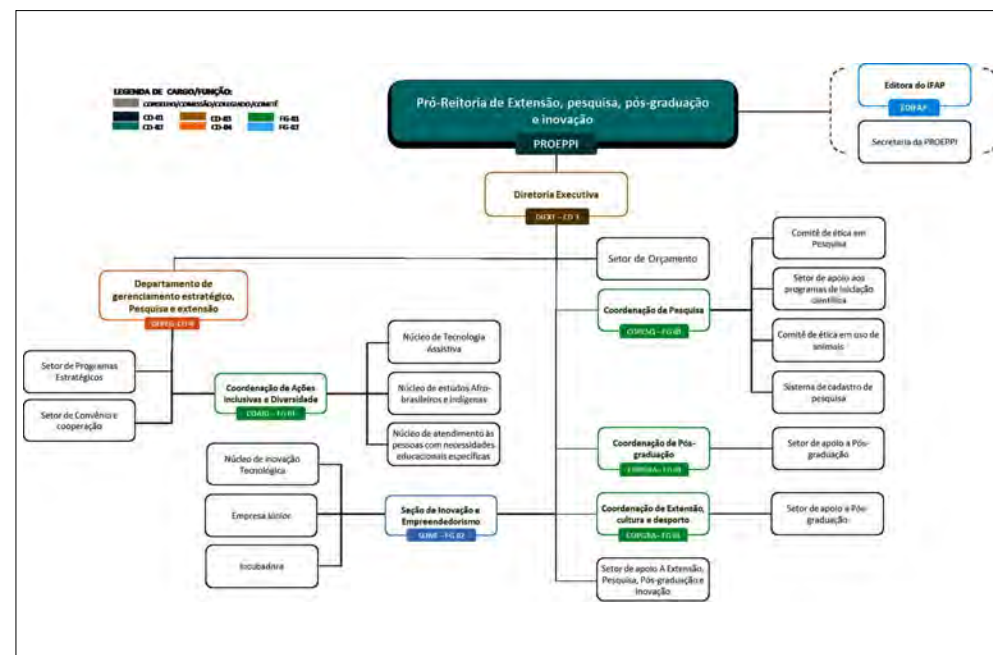 LEGENDA DE CARGO/FUNÇÃO:
CONSELHO/COMISSÃO/COLEGIADO/COMITÊ
CD-01
CD-03
FG-01
CD-02
CD-04
FG-02
Pró-Reitoria de Extensão, pesquisa, pós-graduação
e inovação
PROEPPI
Editora do IFAP
EDIFAP
Secretaria da PROEPPI
Diretoria Executiva
Setor de Orçamento
Departamento de
gerenciamento estratégico,
Pesquisa e extensão
Coordenação de Pesquisa
Comitê de ética em
Pesquisa
Setor de apoio aos
programas de iniciação
científica
Comitê de ética em uso de
animais
Sistema de cadastro de
pesquisa
Setor de Programas
Estratégicos
Setor de Convênio e
cooperação
Coordenação de Ações
Inclusivas e Diversidade
Núcleo de Tecnologia
Assistiva
Núcleo de estudos Afro-
brasileiros e indígenas
Núcleo de atendimento às
pessoas com necessidades
educacionais específicas
Coordenação de Pós-
graduação
Setor de apoio a Pós-
graduação
Núcleo de inovação
Tecnológica
Empresa Júnior
Incubadora
Seção de Inovação e
Empreendedorismo
Coordenação de Extensão,
cultura e desporto
Setor de apoio a Pós-
graduação
Setor de apoio A Extensão,
Pesquisa, Pós-graduação e
Inovação